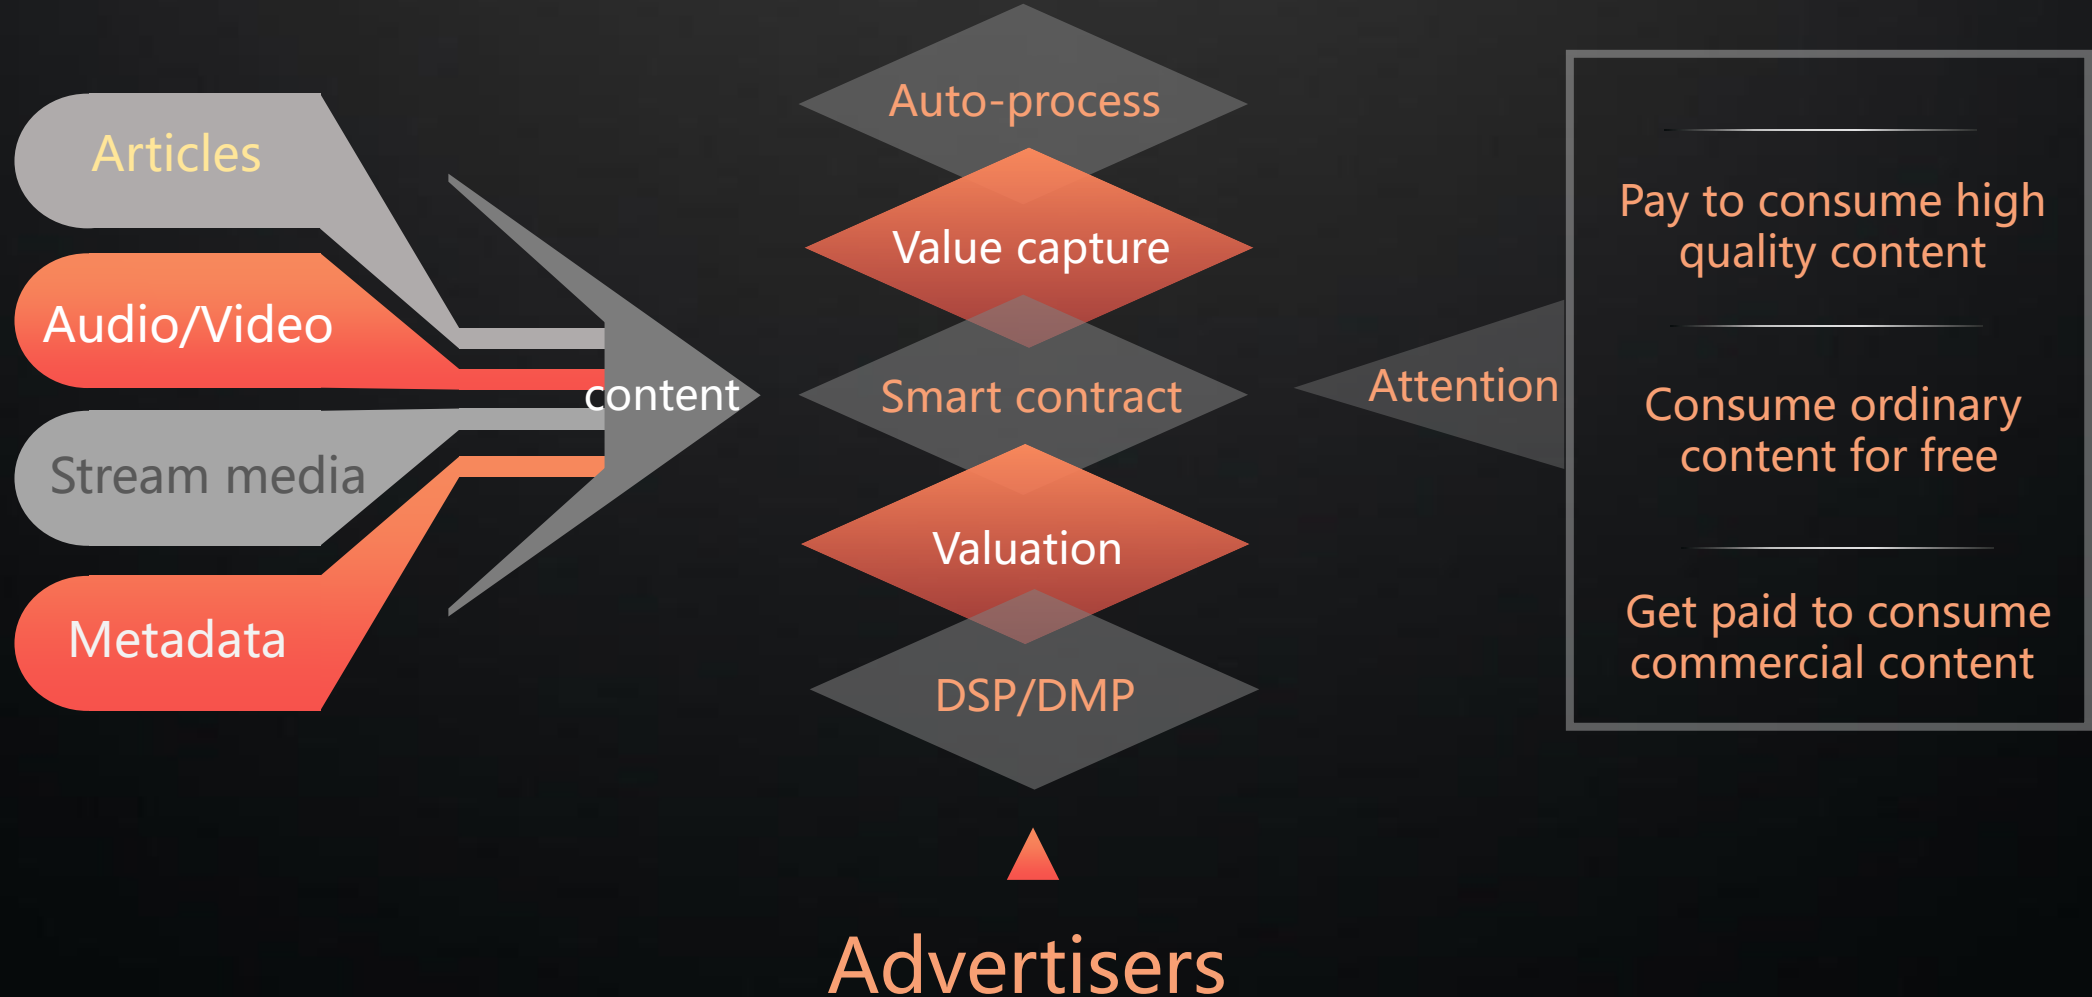 Articles
Audio/Video
Stream media
Metadata
content
Auto-process
Value capture
Smart contract
Valuation
DSP/DMP
Advertisers
Attention
Pay to consume high
quality content
Consume ordinary
content for free
Get paid to consume
commercial content